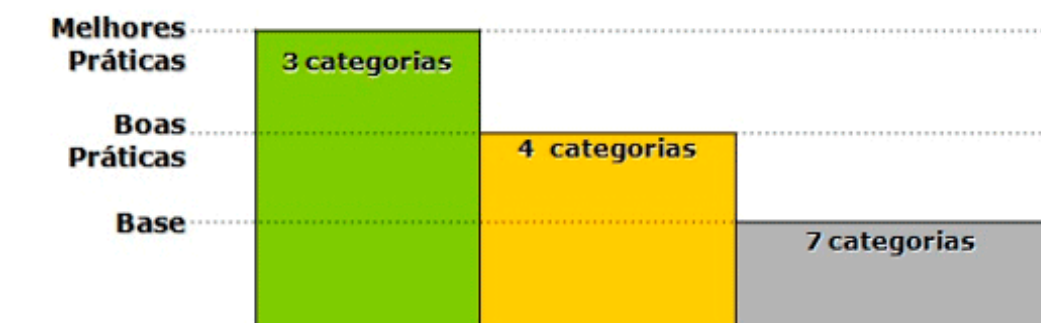 Melhores
Práticas
3 categorias
Boas
Práticas
4 categorias
Base
7 categorias